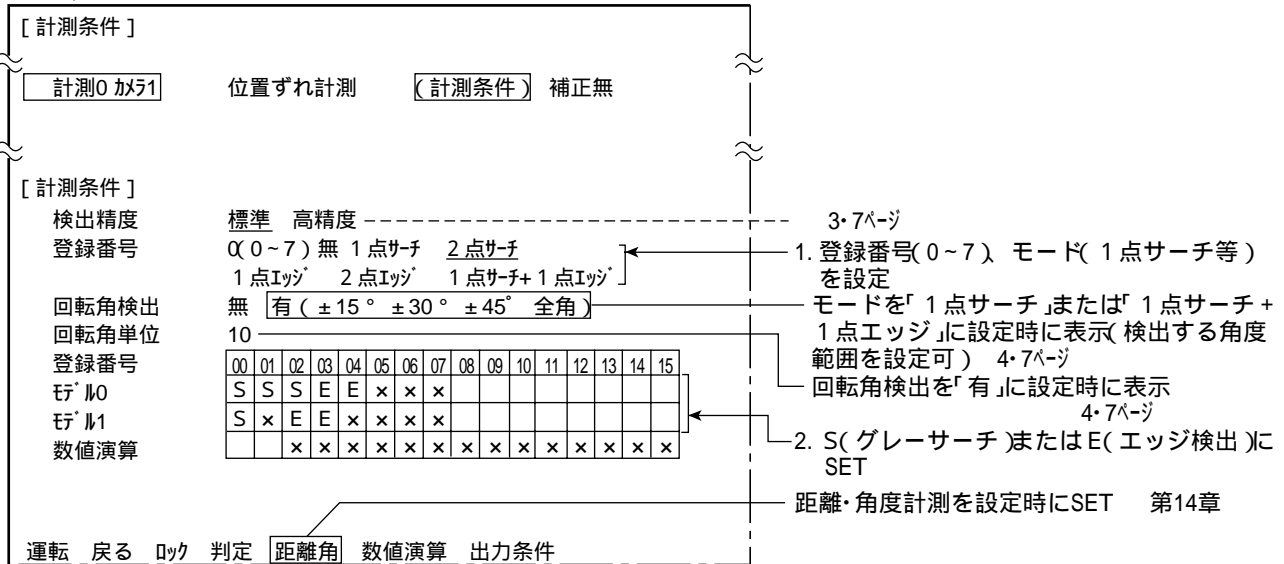 [ 計測条件 ]
計測0 ｶﾒﾗ1 位置ずれ計測 ( 計測条件 ) 補正無
[ 計測条件 ]
検出精度 標準 高精度 3･7ﾍﾟｰｼﾞ
登録番号 0( 0 ~ 7 ) 無 1 点ｻｰﾁ 2 点ｻｰﾁ
1 点ｴｯｼﾞ 2 点ｴｯｼﾞ 1 点ｻｰﾁ+ 1 点ｴｯｼﾞ
1. 登録番号( 0 ~ 7 )、モード( 1 点サーチ等 )
を設定
回転角検出 無 有 ( ± 15 ° ± 30 ° ± 45° 全角 )
モードを｢ 1 点サーチ ｣または｢ 1 点サーチ +
1 点エッジ ｣に設定時に表示( 検出する角度
範囲を設定可 ) 4･7ﾍﾟｰｼﾞ
回転角単位 10
回転角検出を｢ 有 ｣に設定時に表示
4･7ﾍﾟｰｼﾞ
登録番号 00 01 02 03 04 05 06 07 08 09 10 11 12 13 14 15
ﾓﾃﾞﾙ0 S S S E E × × ×
ﾓﾃﾞﾙ1 S × E E × × × ×
数値演算 × × × × × × × × × × × × × ×
2. S( グレーサーチ )または E( エッジ検出 )に
SET
距離･角度計測を設定時にSET 第14章
運転 戻る ﾛｯｸ 判定 距離角 数値演算 出力条件